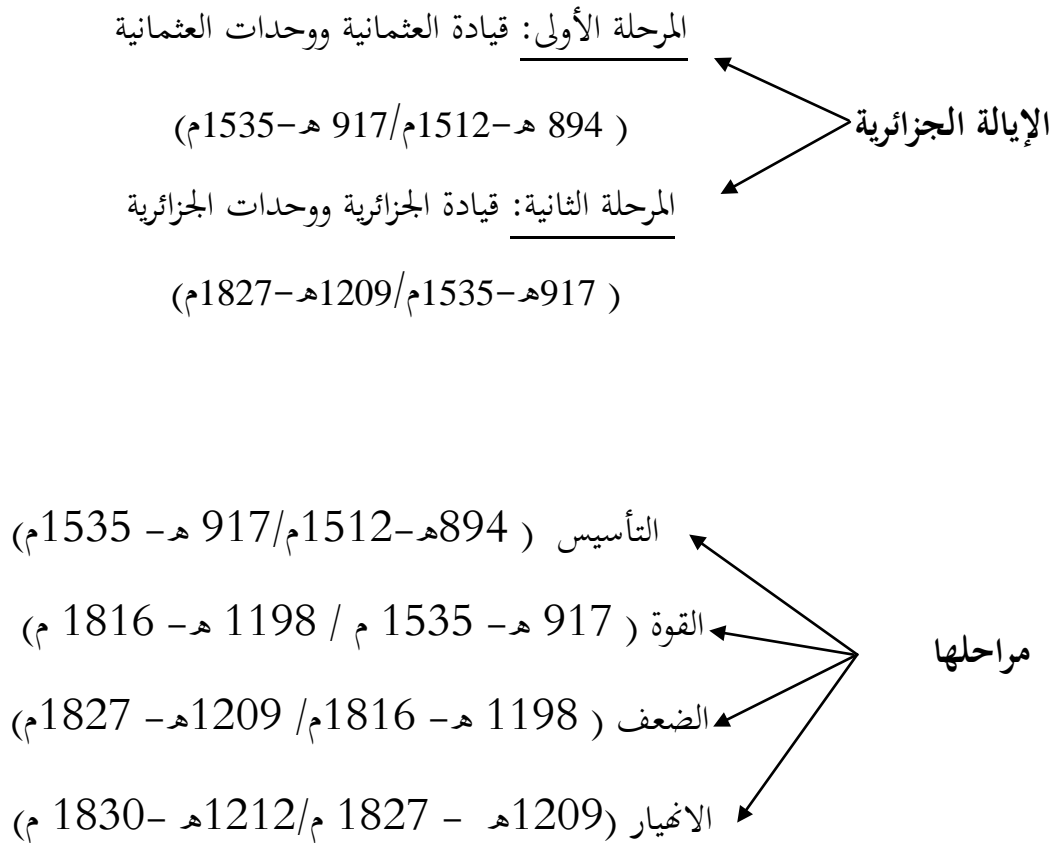 المرحلة الأولى: قيادة العثمانية ووحدات العثمانية
الإيالة الجزائرية
( 894 هـ-1512م/917 هـ-1535م)
المرحلة الثانية: قيادة الجزائرية ووحدات الجزائرية
( 917هـ-1535م/1209هـ-1827م)
التأسيس ( 894هـ-1512م/917 هـ- 1535م)
القوة ( 917 هـ- 1535 م / 1198 هـ- 1816 م)
مراحلها
الضعف ( 1198 هـ- 1816م/ 1209هـ- 1827م)
الانهيار (1209هـ - 1827 م/1212هـ -1830 م)